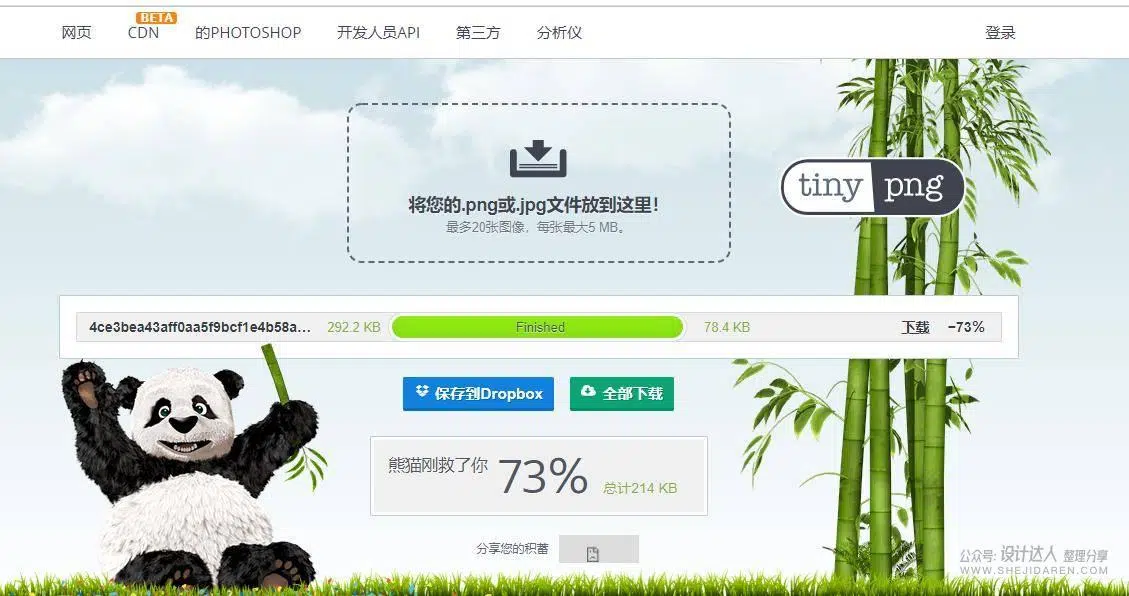 BETA
网页 CDN 的PHOTOSHOP 开发人员API 第三方 分析仪 登录
将您的.png或.jpg文件放到这里！
最多20张图像，每张最大5 MB。
tiny png
4ce3bea43aff0aa5f9bcf1e4b58a... 292.2 KB Finished 78.4 KB 下载 −73%
保存到Dropbox 全部下载
熊猫刚救了你 73% 总计214 KB
分享您的积蓄
公众号: 设计达人 整理分享
WWW.SHEJIDAREN.COM